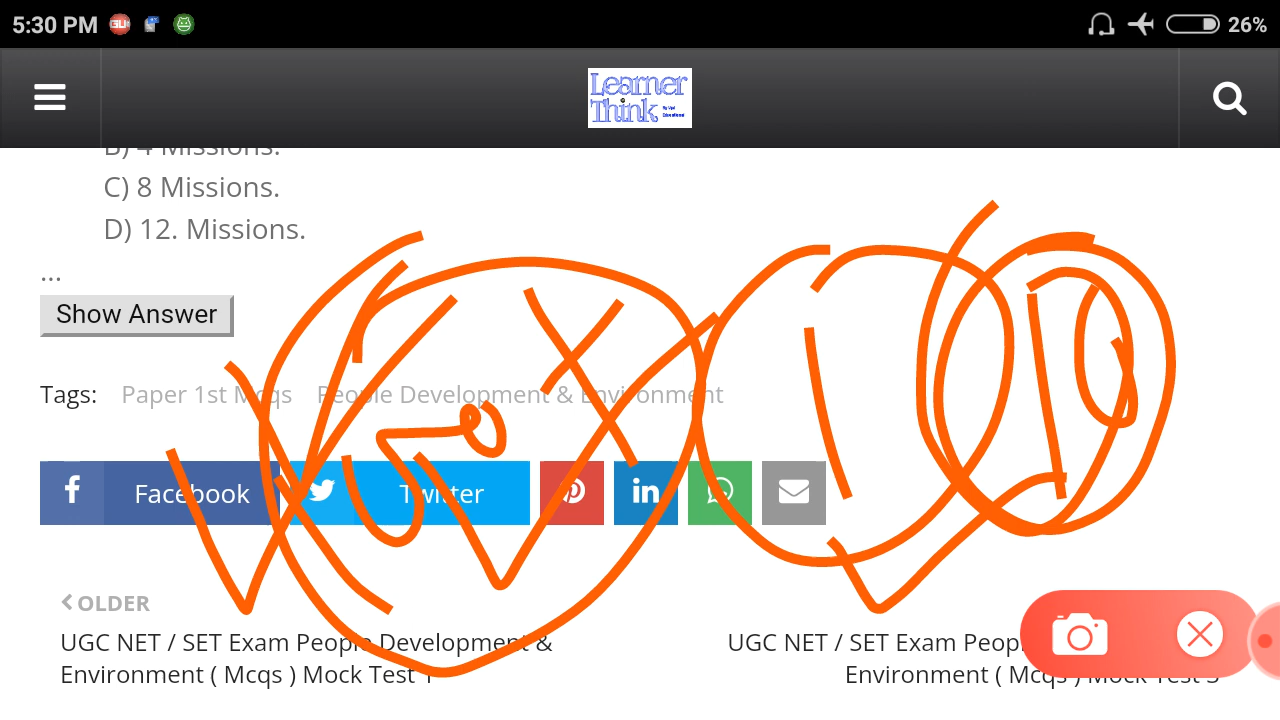 5:30 PM 26%
Learner Think
B) 4 Missions.
C) 8 Missions.
D) 12. Missions.
...
Show Answer
Tags: Paper 1st Mcqs People Development & Environment
Facebook Twitter
OLDER
UGC NET / SET Exam People Development &
Environment ( Mcqs ) Mock Test 1
UGC NET / SET Exam Peop
Environment ( Mcqs ) Mock Test 3